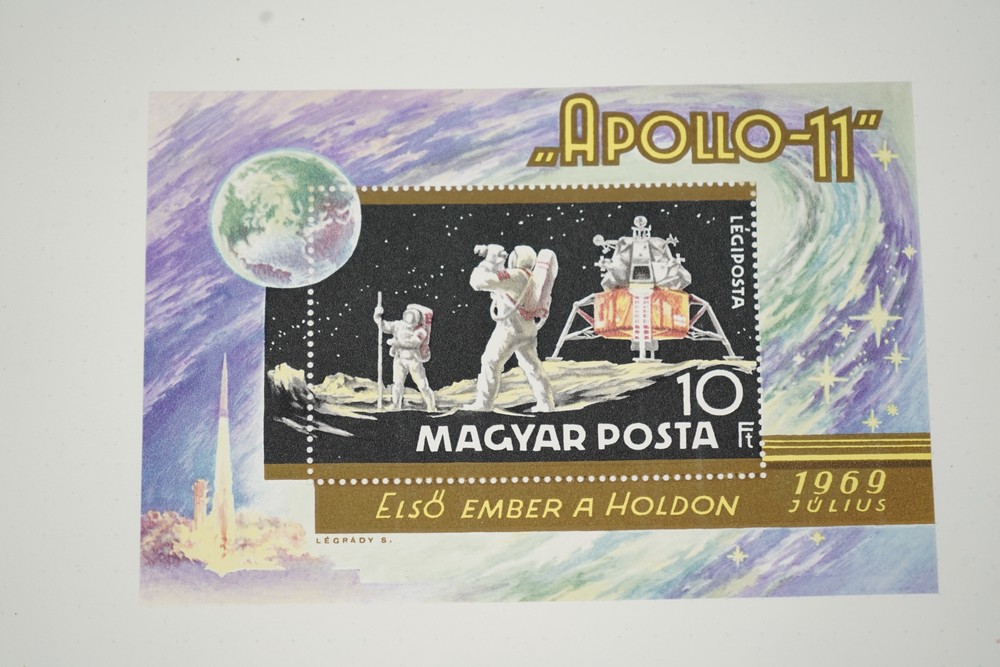 „APOLLO-11”
LÉGIPOSTA
10
MAGYAR POSTA Ft
ELSŐ EMBER A HOLDON
1969
JÚLIUS
LÉGRÁDY S.